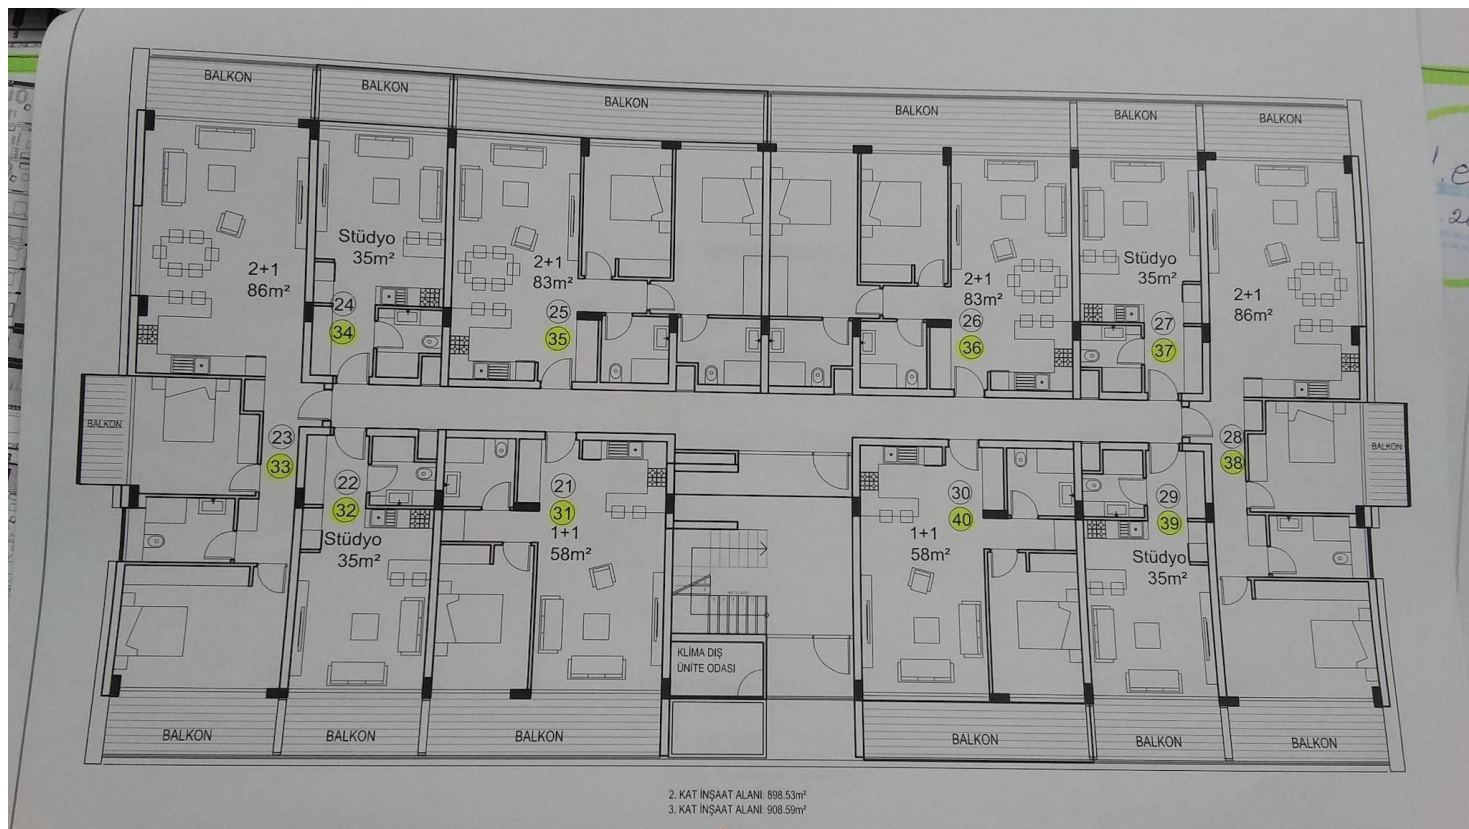 BALKON
BALKON
BALKON
BALKON
BALKON
BALKON
2+1
86m²
Stüdyo
35m²
24
34
2+1
83m²
25
35
2+1
83m²
26
36
Stüdyo
35m²
27
37
2+1
86m²
BALKON
23
33
22
32
Stüdyo
35m²
21
31
1+1
58m²
30
40
1+1
58m²
29
39
Stüdyo
35m²
28
38
BALKON
KLİMA DIŞ
ÜNİTE ODASI
BALKON
BALKON
BALKON
BALKON
BALKON
BALKON
2. KAT İNŞAAT ALANI: 898.53m²
3. KAT İNŞAAT ALANI: 908.59m²